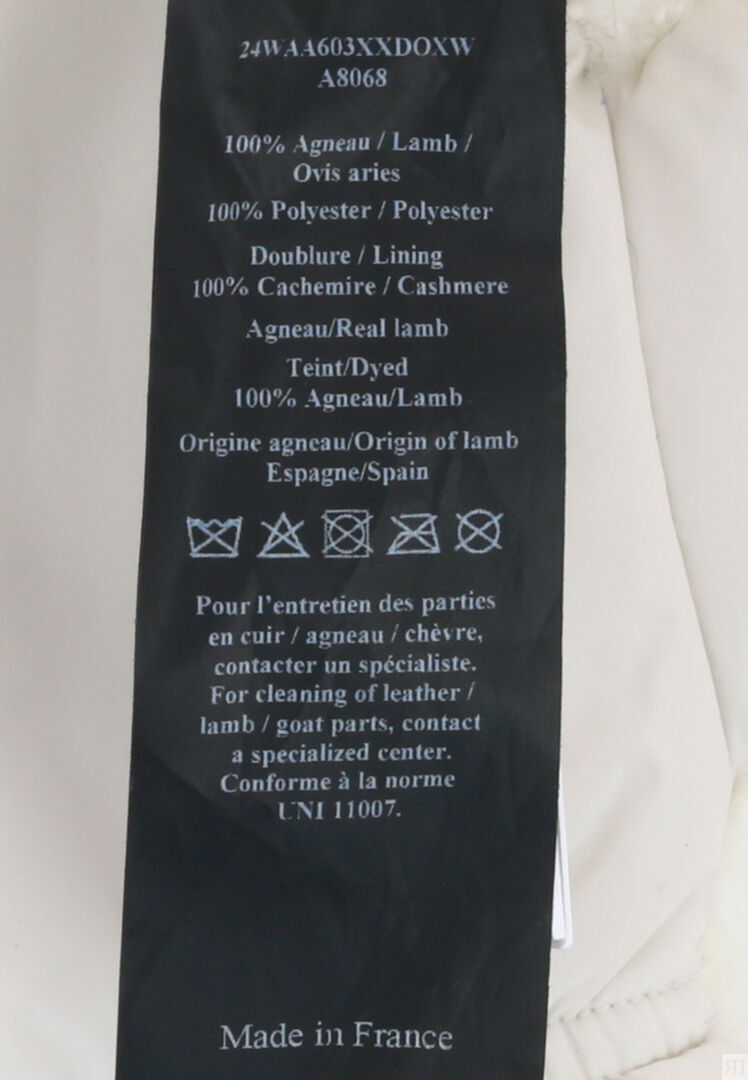 24WAA603XXDOXW
A8068
100% Agneau / Lamb /
Ovis aries
100% Polyester / Polyester
Doublure / Lining
100% Cachemire / Cashmere
Agneau/Real lamb
Teint/Dyed
100% Agneau/Lamb
Origine agneau/Origin of lamb
Espagne/Spain
Pour l'entretien des parties
en cuir / agneau / chèvre,
contacter un spécialiste.
For cleaning of leather /
lamb / goat parts, contact
a specialized center.
Conforme à la norme
UNI 11007.
Made in France
ЯТ